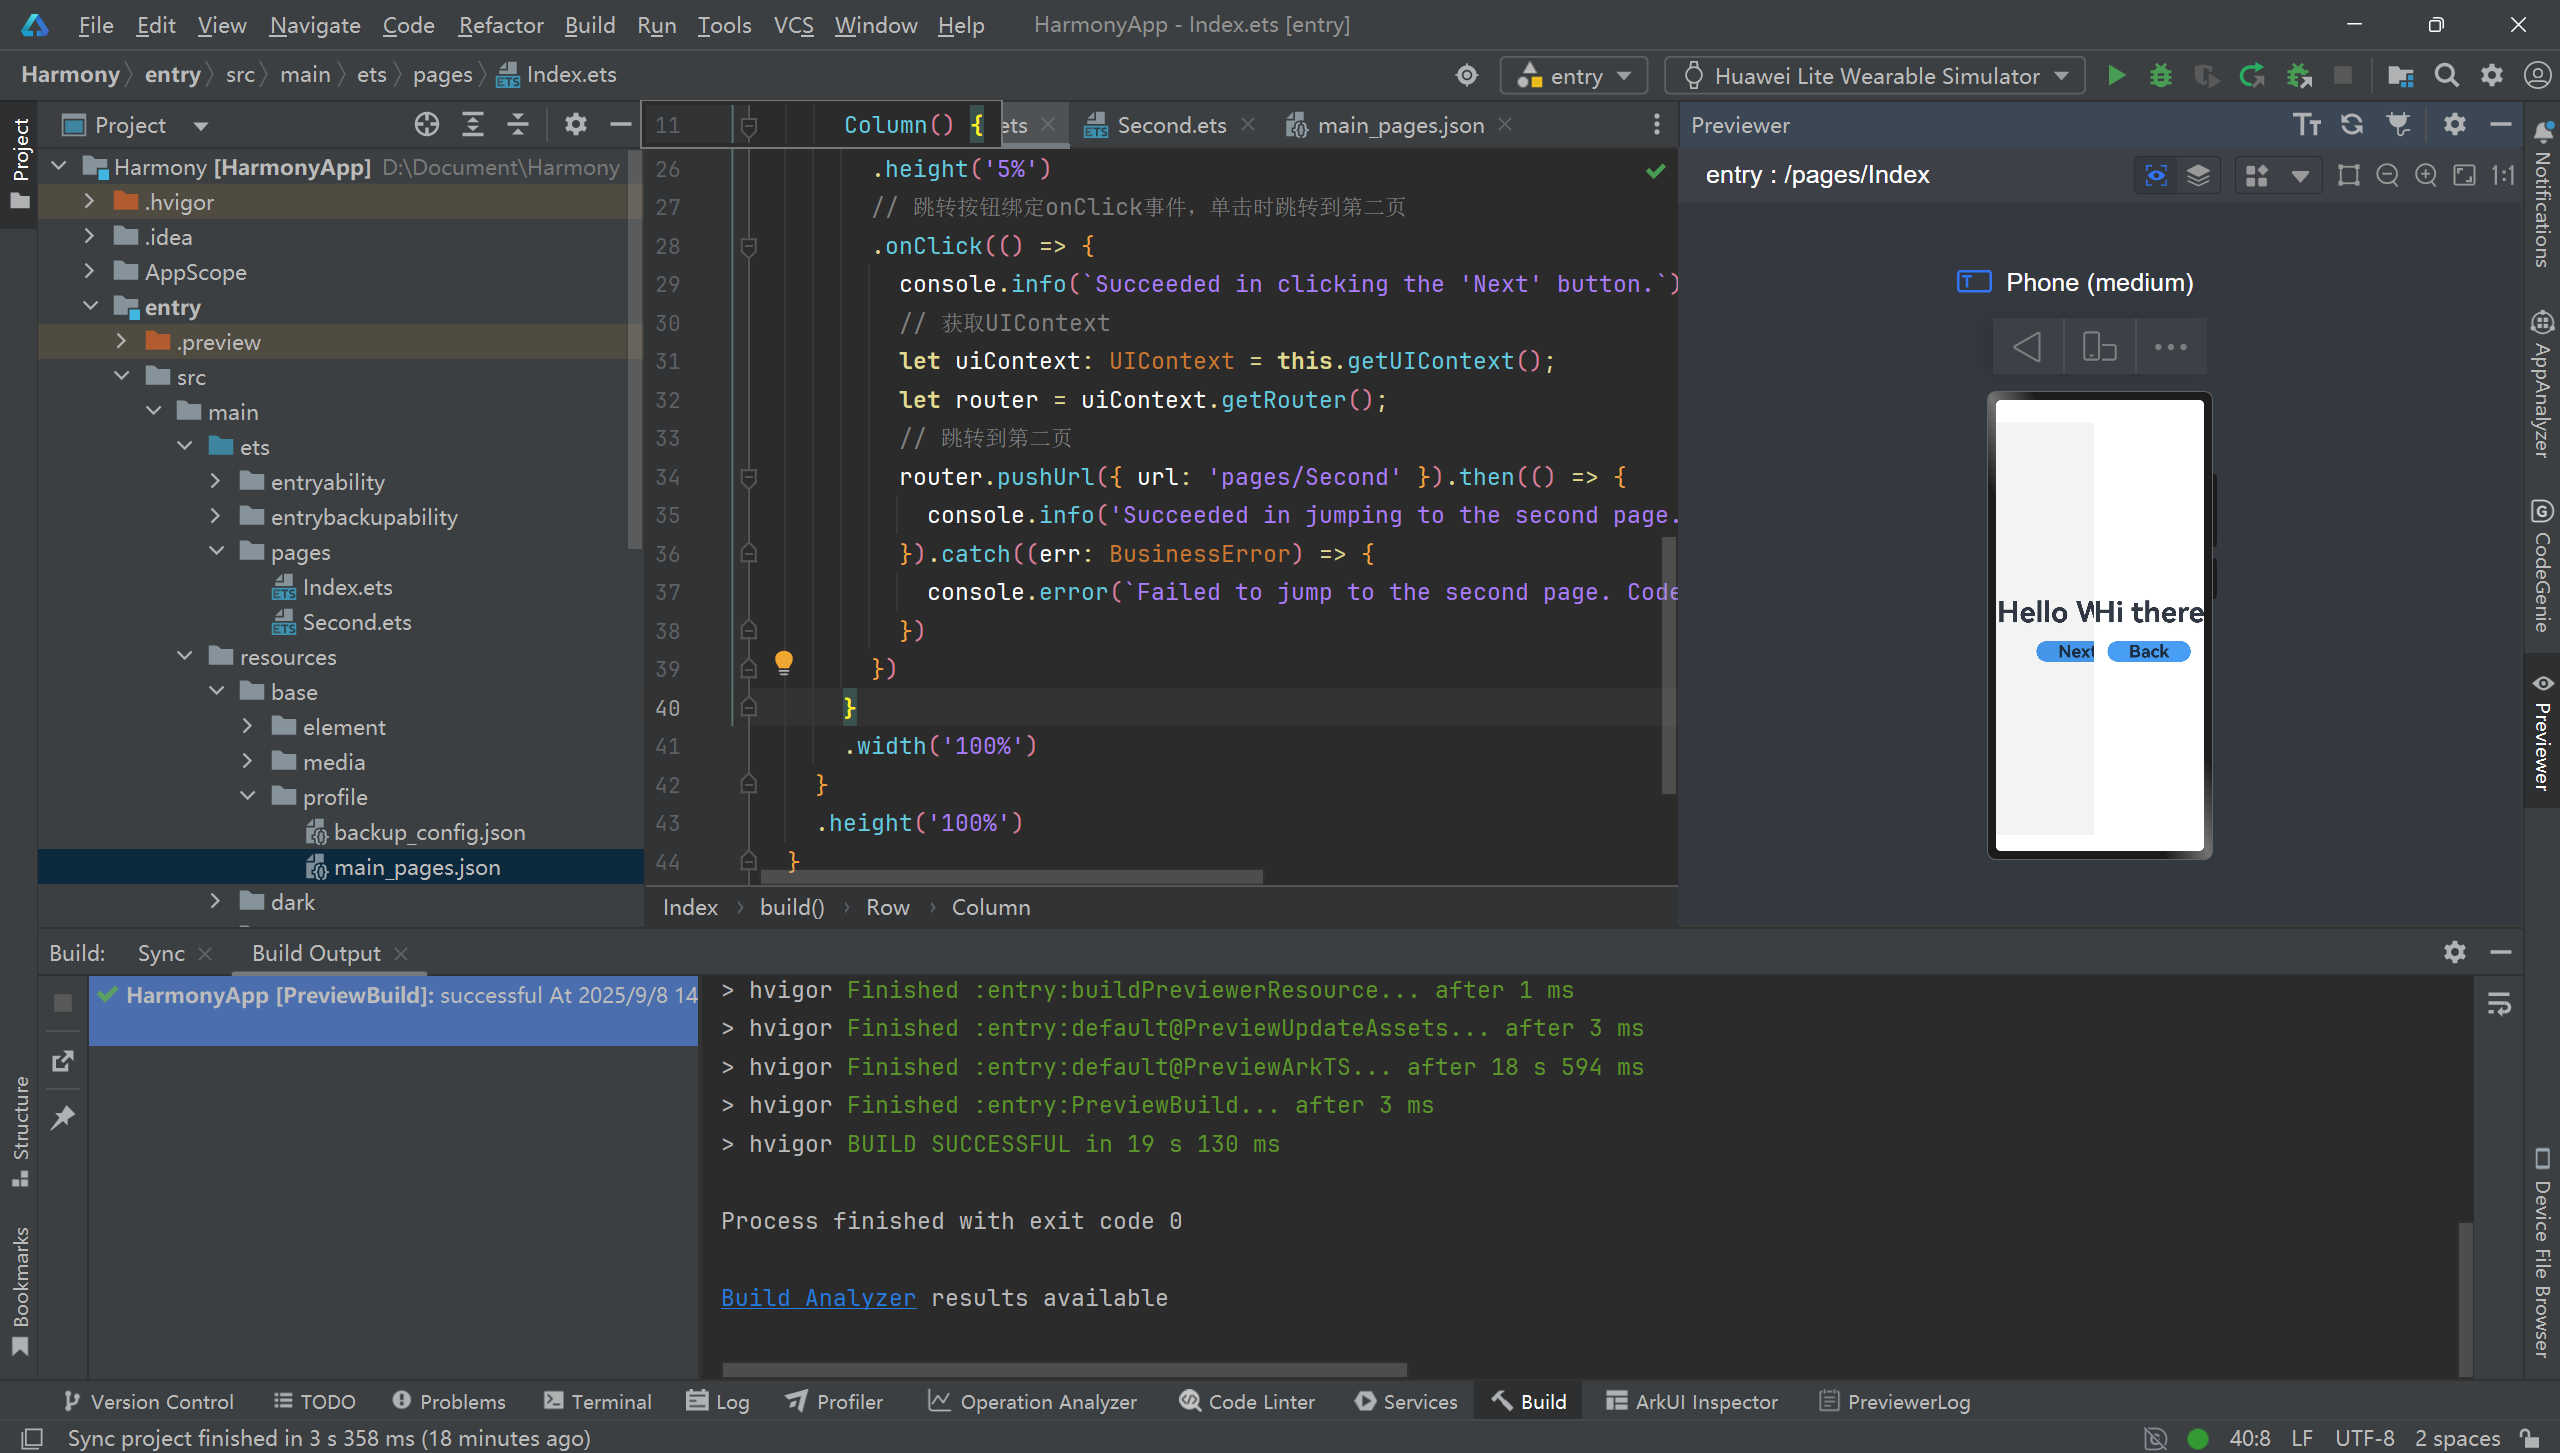 File Edit View Navigate Code Refactor Build Run Tools VCS Window Help HarmonyApp - Index.ets [entry]
Harmony entry src main ets pages Index.ets entry Huawei Lite Wearable Simulator
Project
Harmony [HarmonyApp] D:\Document\Harmony
.hvigor
.idea
AppScope
entry
.preview
src
main
ets
entryability
entrybackupability
pages
Index.ets
Second.ets
resources
base
element
media
profile
backup_config.json
main_pages.json
dark
Project
Structure
Bookmarks
11 Column() {
ets Second.ets main_pages.json
26 .height('5%')
27 // 跳转按钮绑定onClick事件，单击时跳转到第二页
28 .onClick(() => {
29 console.info(`Succeeded in clicking the 'Next' button.`)
30 // 获取UIContext
31 let uiContext: UIContext = this.getUIContext();
32 let router = uiContext.getRouter();
33 // 跳转到第二页
34 router.pushUrl({ url: 'pages/Second' }).then(() => {
35 console.info('Succeeded in jumping to the second page.
36 }).catch((err: BusinessError) => {
37 console.error(`Failed to jump to the second page. Code
38 })
39 })
40 }
41 .width('100%')
42 }
43 .height('100%')
44 }
Index build() Row Column
Previewer
entry : /pages/Index
1:1
Phone (medium)
Hello W
Hi there
Next
Back
Notifications
AppAnalyzer
CodeGenie
Previewer
Device File Browser
Build: Sync Build Output
HarmonyApp [PreviewBuild]: successful At 2025/9/8 14
> hvigor Finished :entry:buildPreviewerResource... after 1 ms
> hvigor Finished :entry:default@PreviewUpdateAssets... after 3 ms
> hvigor Finished :entry:default@PreviewArkTS... after 18 s 594 ms
> hvigor Finished :entry:PreviewBuild... after 3 ms
> hvigor BUILD SUCCESSFUL in 19 s 130 ms
Process finished with exit code 0
Build Analyzer results available
Version Control TODO Problems Terminal Log Profiler Operation Analyzer Code Linter Services Build ArkUI Inspector PreviewerLog
Sync project finished in 3 s 358 ms (18 minutes ago) 40:8 LF UTF-8 2 spaces